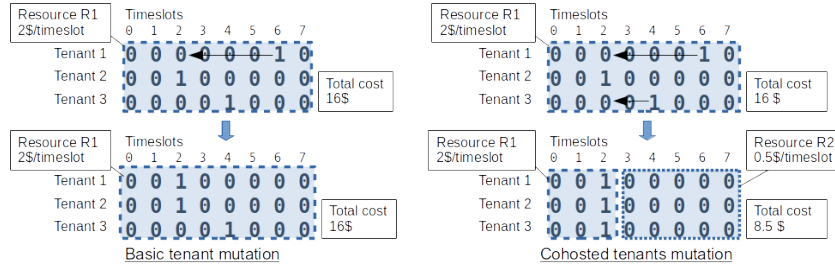 Resource R1
2$/timeslot
Timeslots
0 1 2 3 4 5 6 7
Tenant 1 0 0 0 0 0 0 1 0
Tenant 2 0 0 1 0 0 0 0 0
Tenant 3 0 0 0 0 1 0 0 0
Total cost
16$
Resource R1
2$/timeslot
Timeslots
0 1 2 3 4 5 6 7
Tenant 1 0 0 1 0 0 0 0 0
Tenant 2 0 0 1 0 0 0 0 0
Tenant 3 0 0 0 0 1 0 0 0
Total cost
16$
Basic tenant mutation
Resource R1
2$/timeslot
Timeslots
0 1 2 3 4 5 6 7
Tenant 1 0 0 0 0 0 0 1 0
Tenant 2 0 0 1 0 0 0 0 0
Tenant 3 0 0 0 0 1 0 0 0
Total cost
16 $
Resource R1
2$/timeslot
Timeslots
0 1 2 3 4 5 6 7
Resource R2
0.5$/timeslot
Tenant 1 0 0 1 0 0 0 0 0
Tenant 2 0 0 1 0 0 0 0 0
Tenant 3 0 0 1 0 0 0 0 0
Total cost
8.5 $
Cohosted tenants mutation